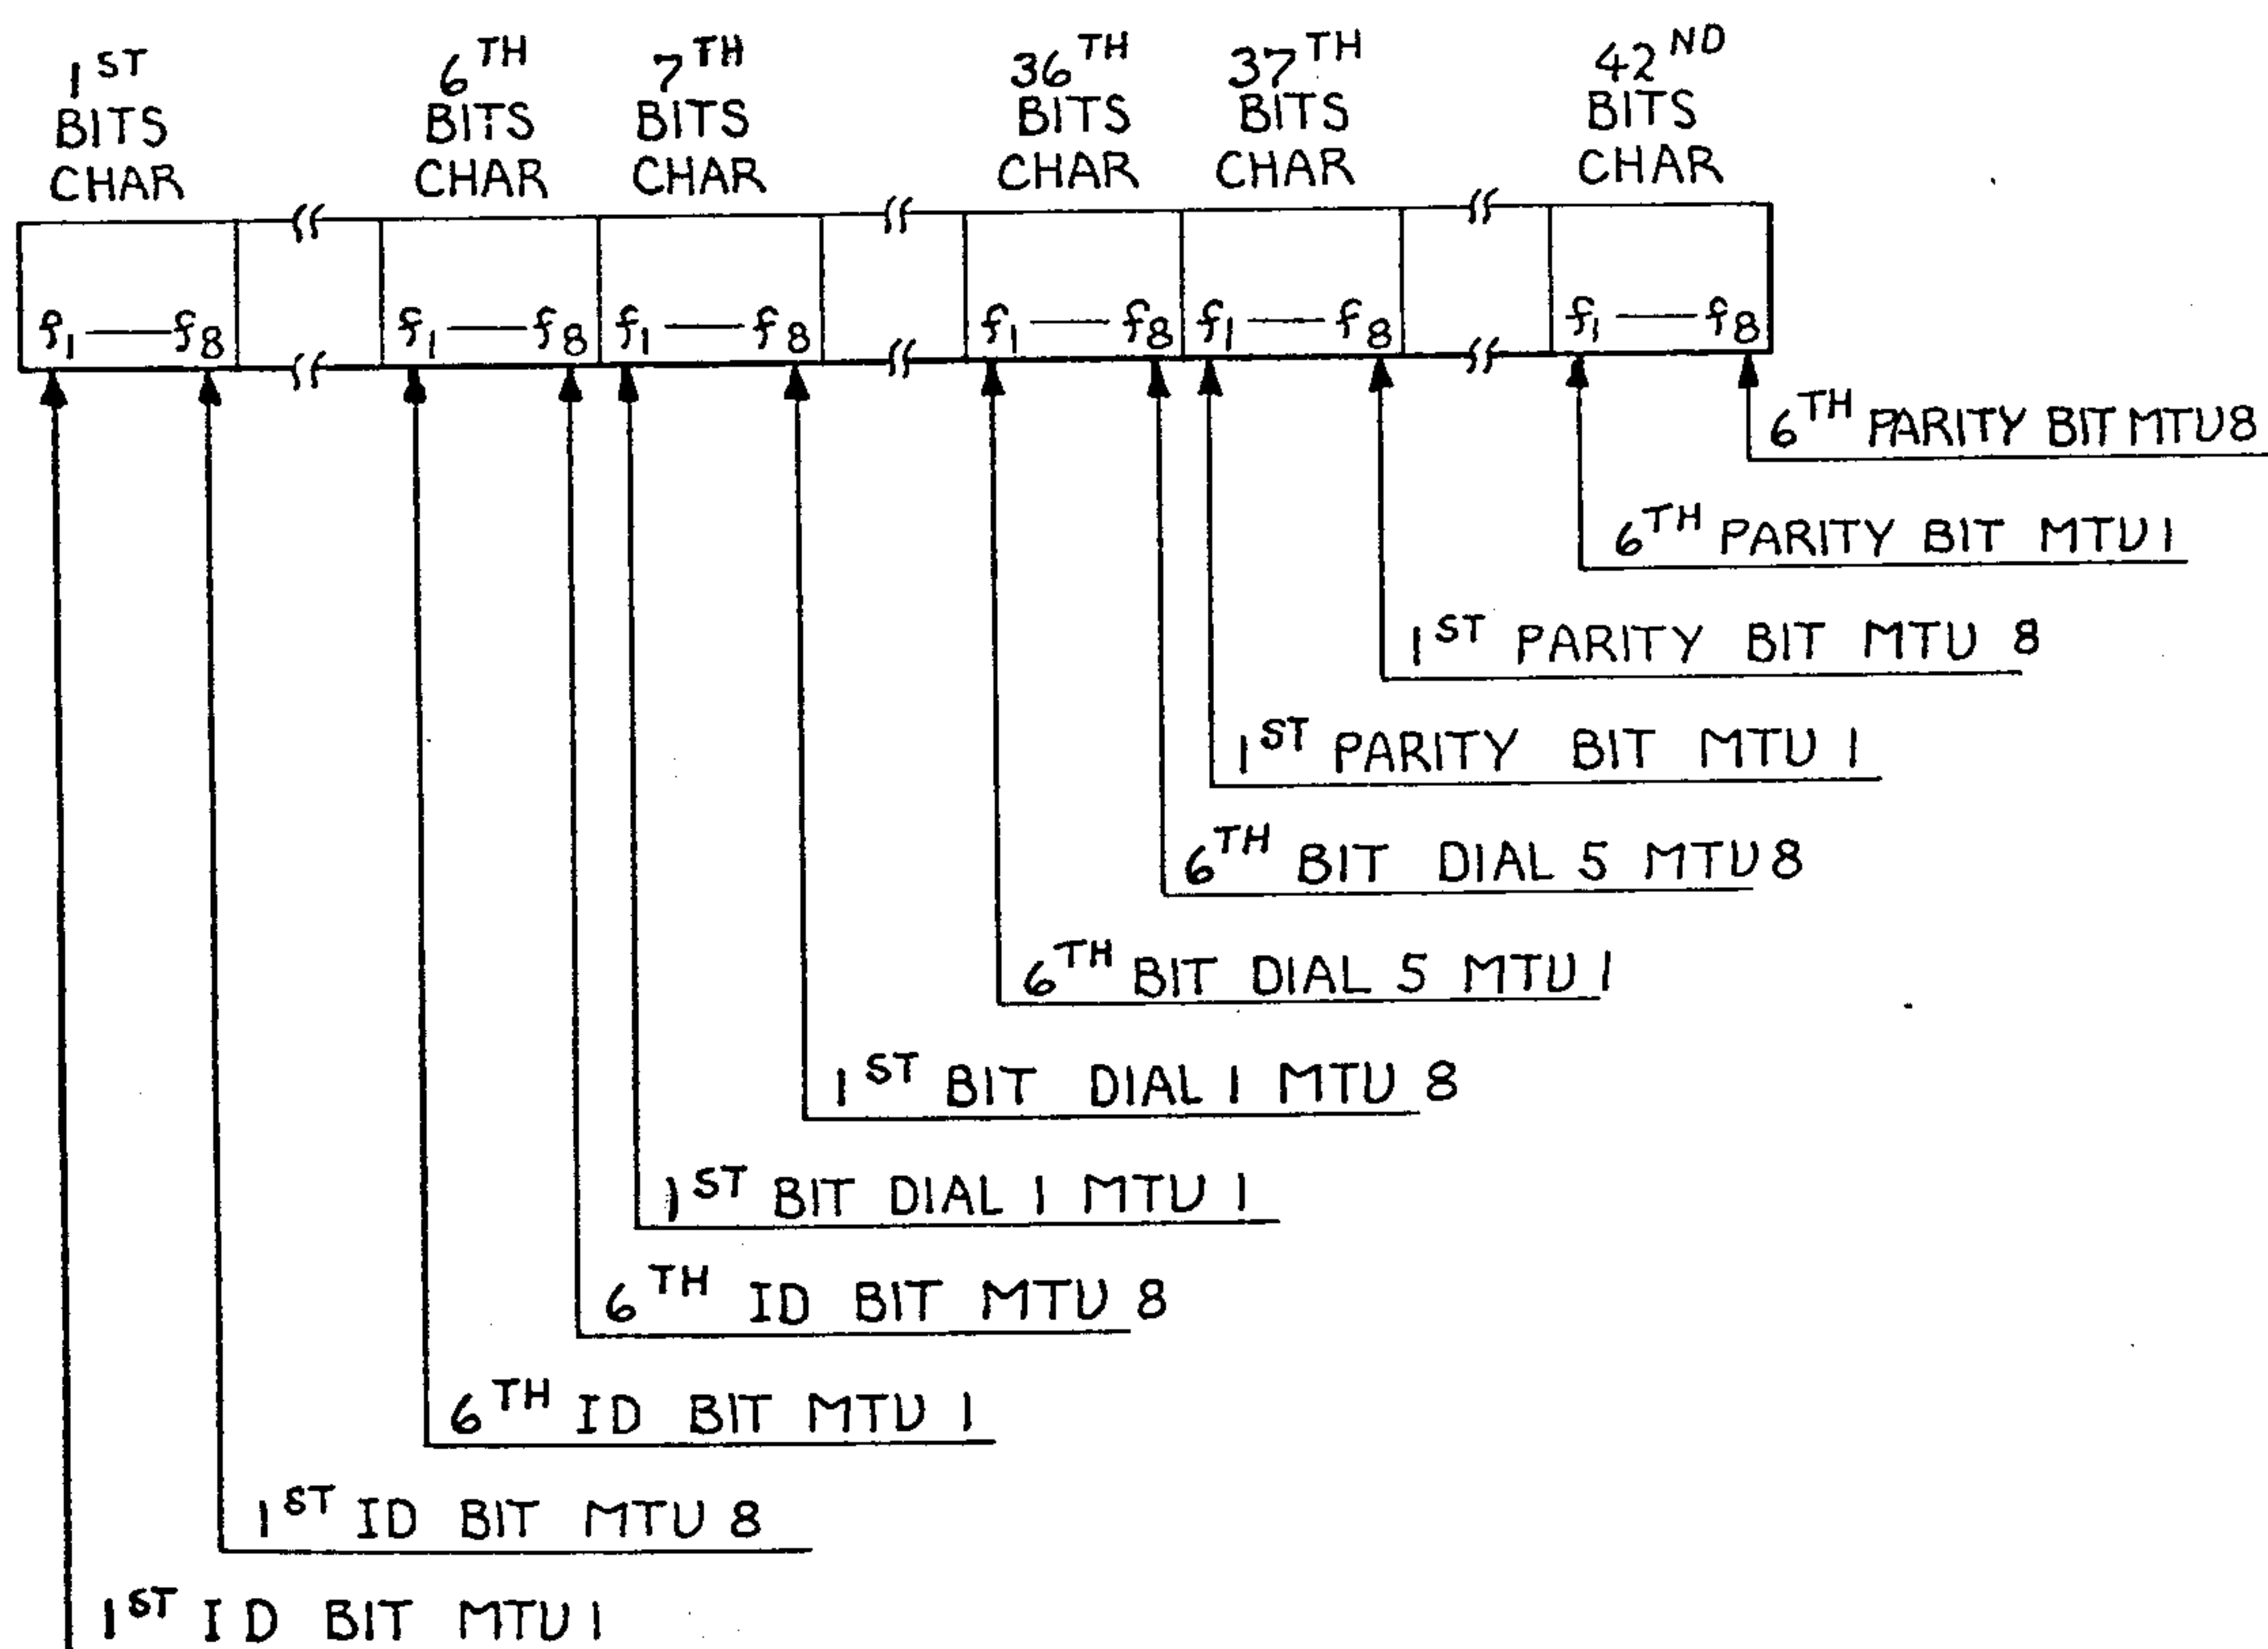 1ST BITS CHAR
6TH BITS CHAR
7TH BITS CHAR
36TH BITS CHAR
37TH BITS CHAR
42ND BITS CHAR
f1—f8 f1—f8 f1—f8 f1—f8 f1—f8 f1—f8
6TH PARITY BIT MTU 8
6TH PARITY BIT MTU 1
1ST PARITY BIT MTU 8
1ST PARITY BIT MTU 1
6TH BIT DIAL 5 MTU 8
6TH BIT DIAL 5 MTU 1
1ST BIT DIAL 1 MTU 8
1ST BIT DIAL 1 MTU 1
6TH ID BIT MTU 8
6TH ID BIT MTU 1
1ST ID BIT MTU 8
1ST ID BIT MTU 1